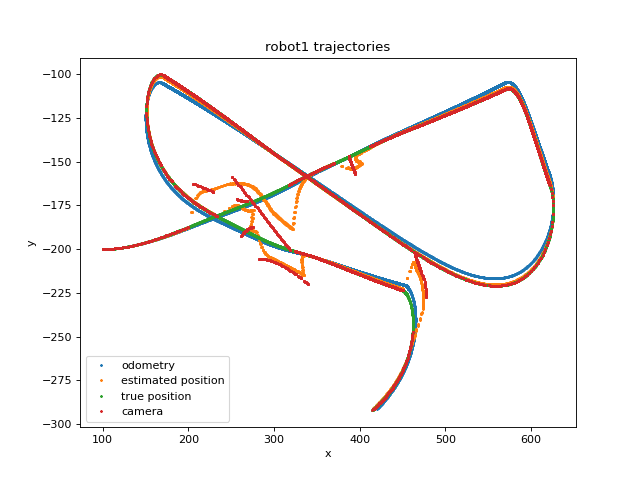 robot1 trajectories
y
−100
−125
−150
−175
−200
−225
−250
−275
−300
odometry
estimated position
true position
camera
100
200
300
400
500
600
x